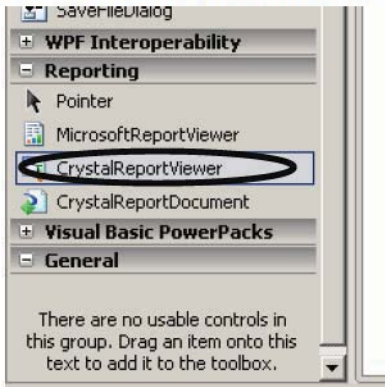 SaveFileDialog
WPF Interoperability
Reporting
Pointer
MicrosoftReportViewer
CrystalReportViewer
CrystalReportDocument
Visual Basic PowerPacks
General
There are no usable controls in
this group. Drag an item onto this
text to add it to the toolbox.